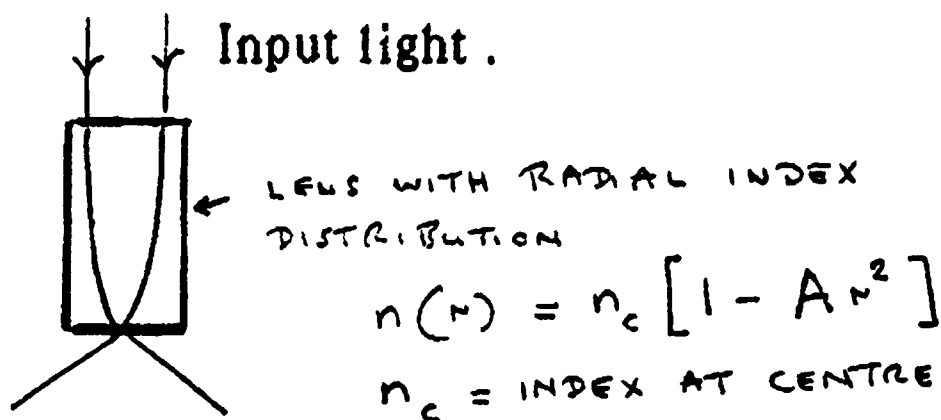 Input light .
LENS WITH RADIAL INDEX
DISTRIBUTION
n(r) = n_c [1 - A r²]
n_c = INDEX AT CENTRE